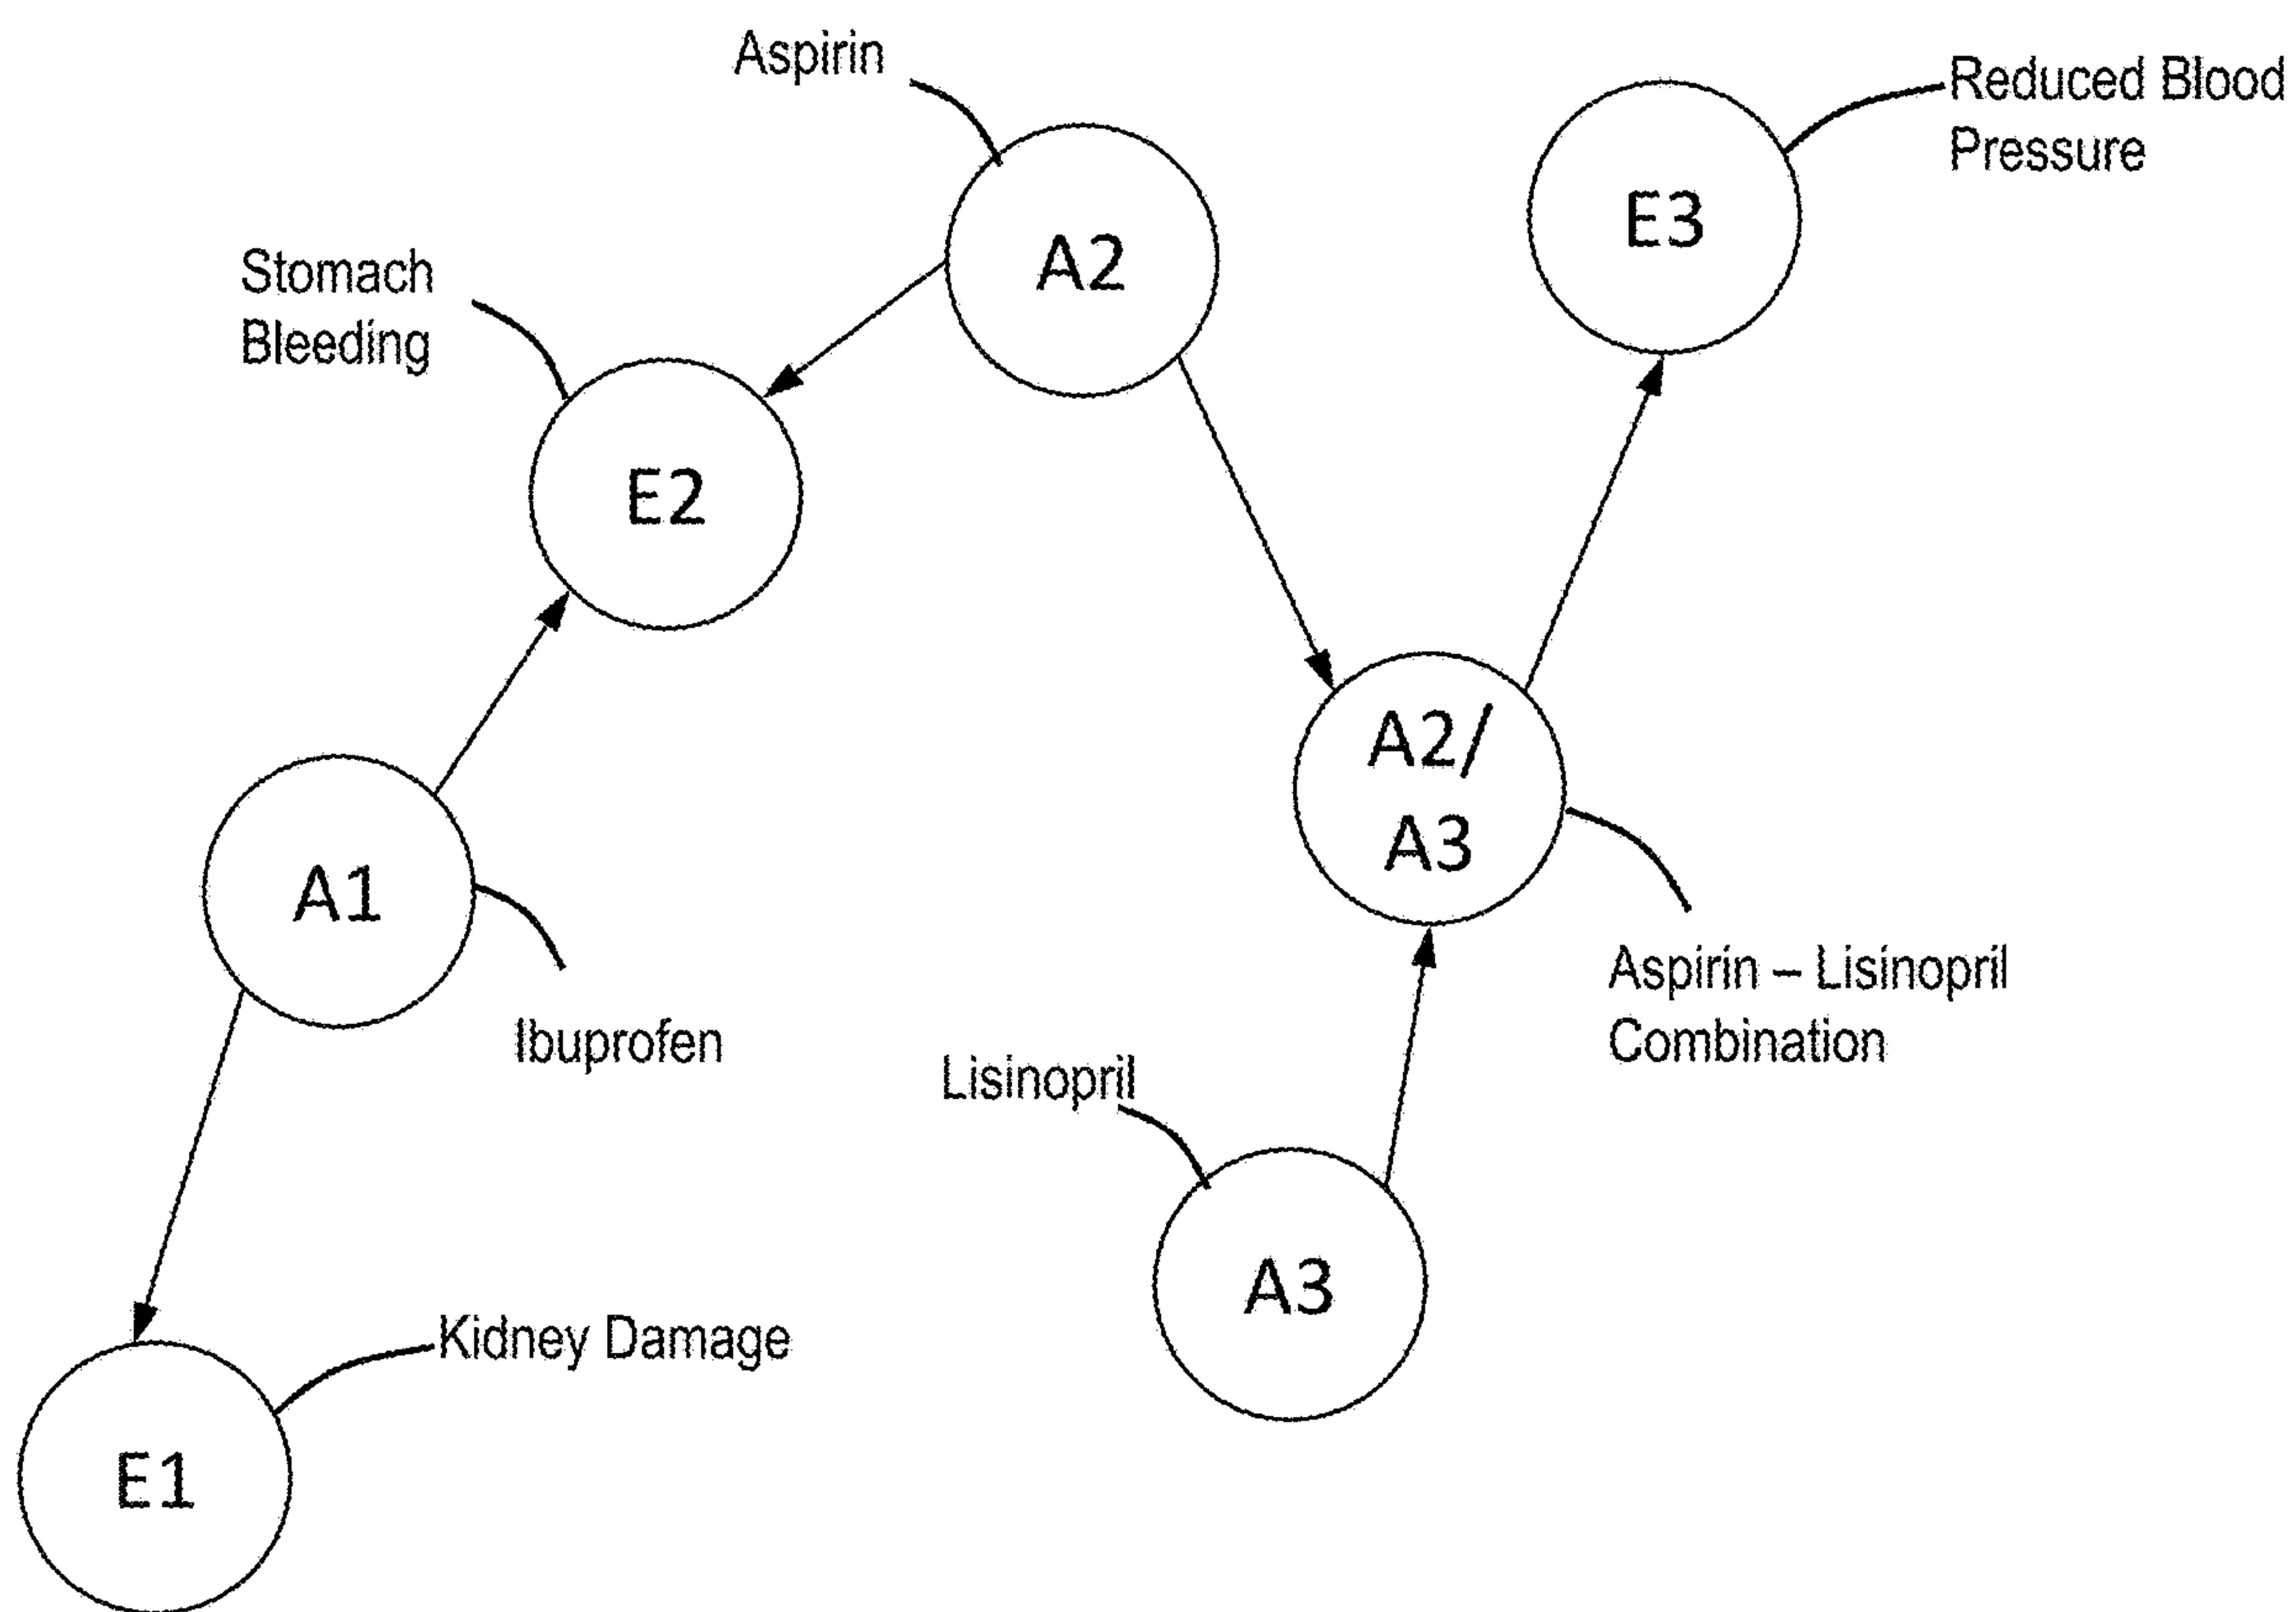 Aspirin
Reduced Blood
Pressure
A2
E3
Stomach
Bleeding
E2
A2/
A3
A1
Aspirin – Lisinopril
Combination
Ibuprofen
Lisinopril
A3
Kidney Damage
E1